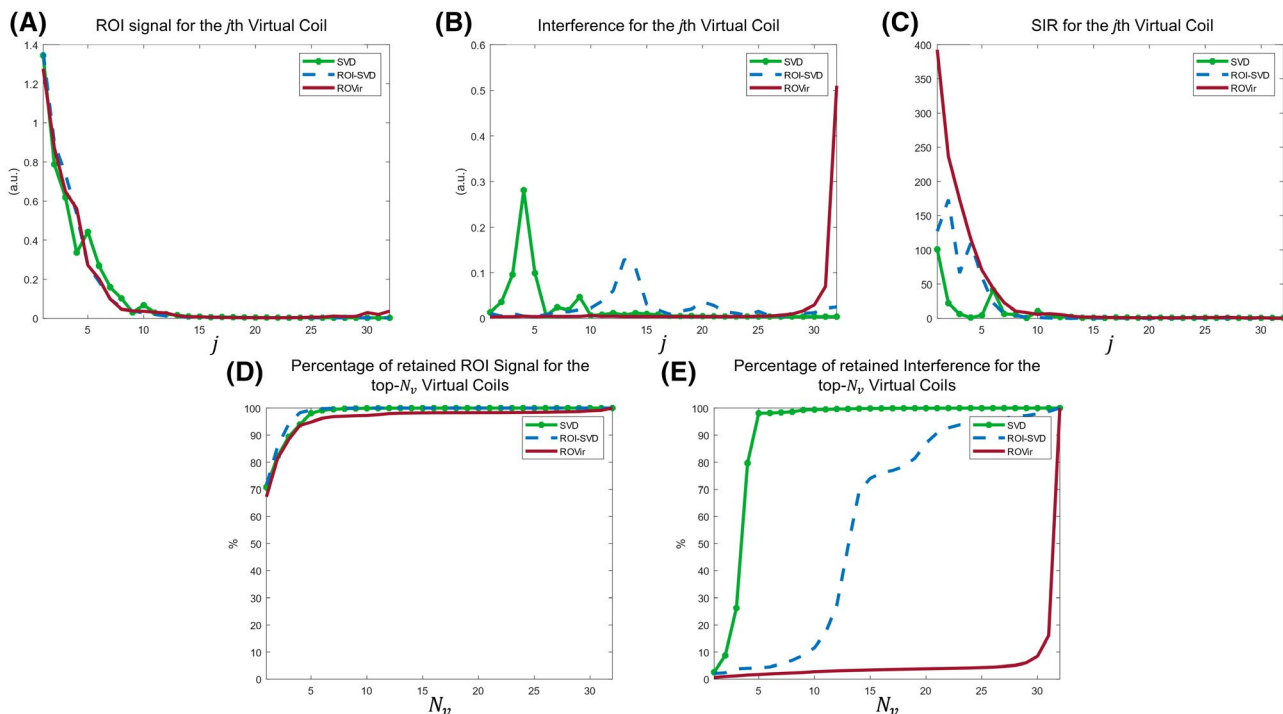 (A)
ROI signal for the jth Virtual Coil
1.4
1.2
1
0.8
0.6
0.4
0.2
0
(a.u.)
5
10
15
20
25
30
j
SVD
ROI-SVD
ROVir
(B)
Interference for the jth Virtual Coil
0.6
0.5
0.4
0.3
0.2
0.1
0
(a.u.)
5
10
15
20
25
30
j
SVD
ROI-SVD
ROVir
(C)
SIR for the jth Virtual Coil
400
350
300
250
200
150
100
50
0
5
10
15
20
25
30
j
SVD
ROI-SVD
ROVir
(D)
Percentage of retained ROI Signal for the
top-Nv Virtual Coils
100
90
80
70
60
50
40
30
20
10
0
%
5
10
15
20
25
30
Nv
SVD
ROI-SVD
ROVir
(E)
Percentage of retained Interference for the
top-Nv Virtual Coils
100
90
80
70
60
50
40
30
20
10
0
%
5
10
15
20
25
30
Nv
SVD
ROI-SVD
ROVir